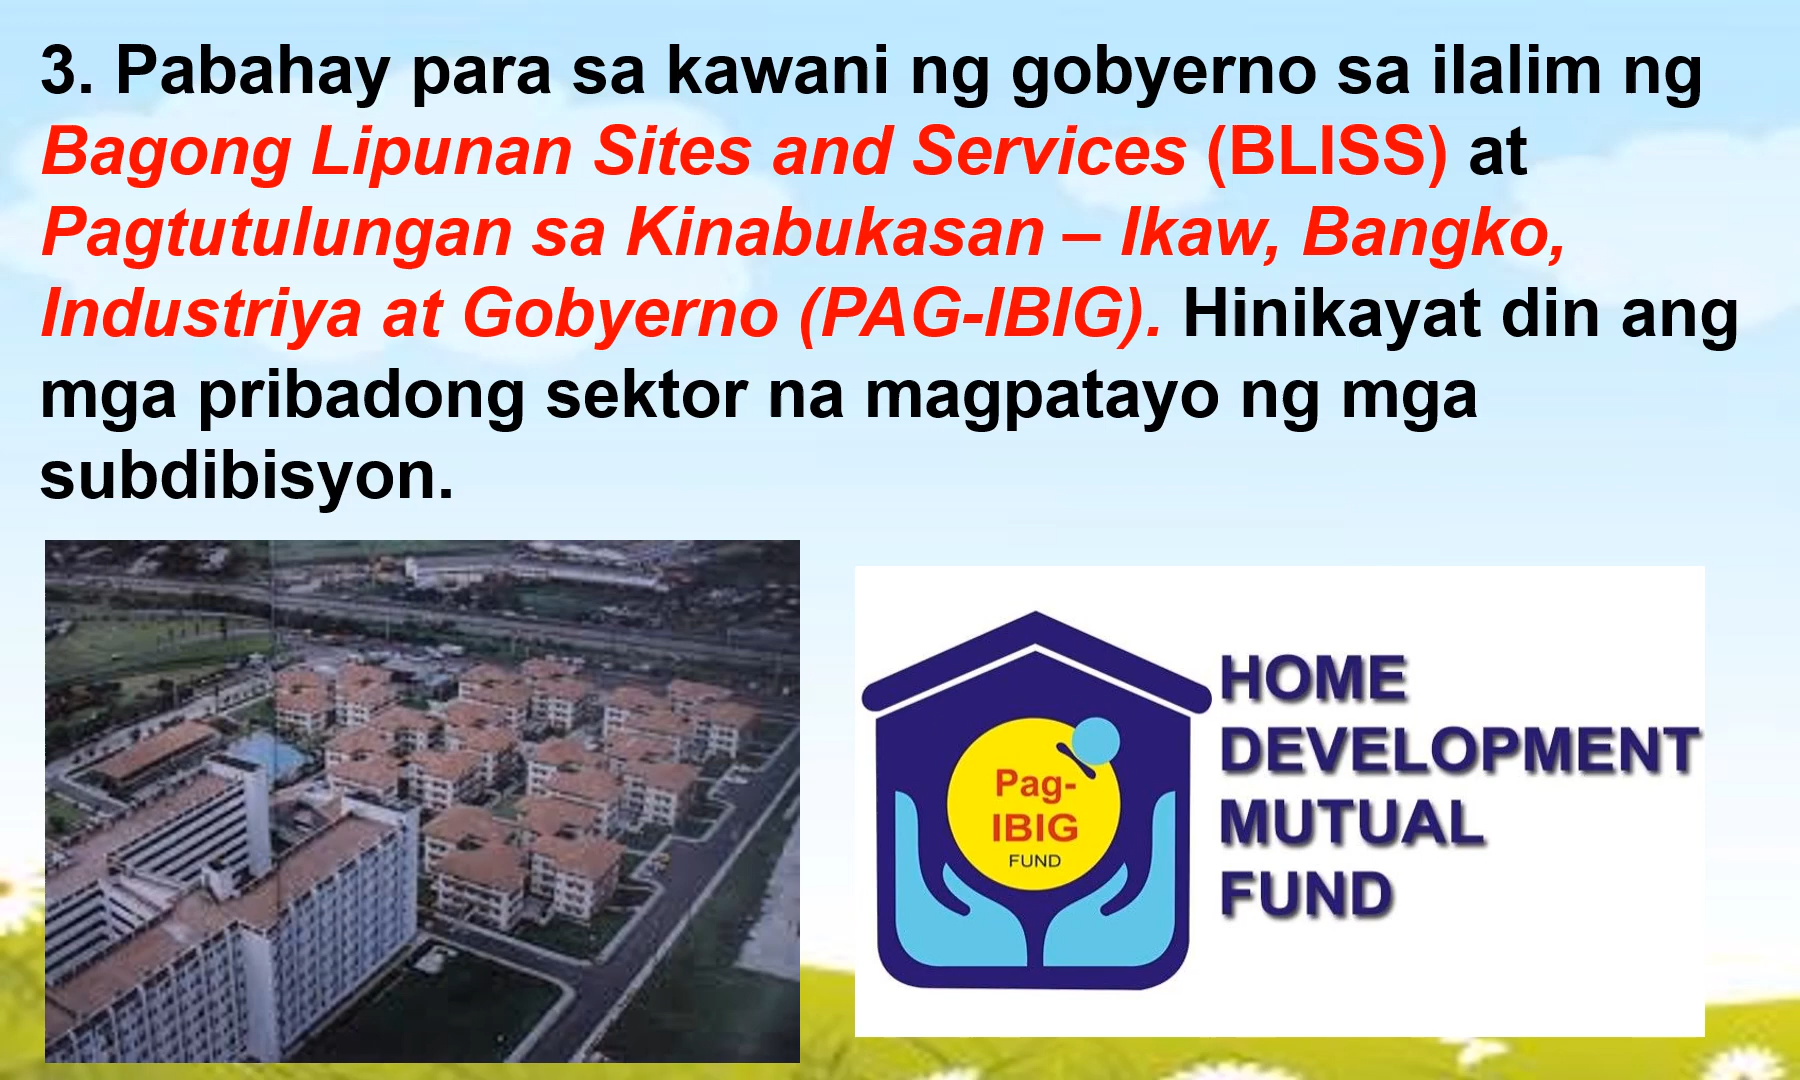 3. Pabahay para sa kawani ng gobyerno sa ilalim ng
Bagong Lipunan Sites and Services (BLISS) at
Pagtutulungan sa Kinabukasan – Ikaw, Bangko,
Industriya at Gobyerno (PAG-IBIG). Hinikayat din ang
mga pribadong sektor na magpatayo ng mga
subdibisyon.
Pag-
IBIG
FUND
HOME
DEVELOPMENT
MUTUAL
FUND